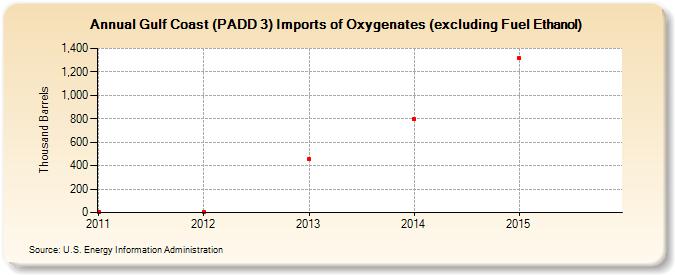 Annual Gulf Coast (PADD 3) Imports of Oxygenates (excluding Fuel Ethanol)
Thousand Barrels
1,400
1,200
1,000
800
600
400
200
0
2011 2012 2013 2014 2015
Source: U.S. Energy Information Administration